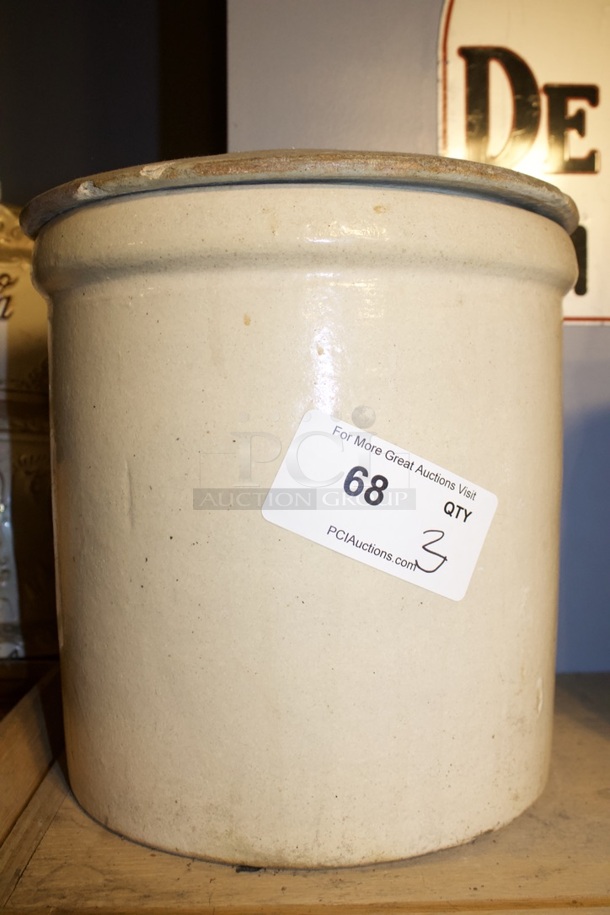 DE
For More Great Auctions Visit
68
QTY
3
PCIAuctions.com
PCI
AUCTION GROUP